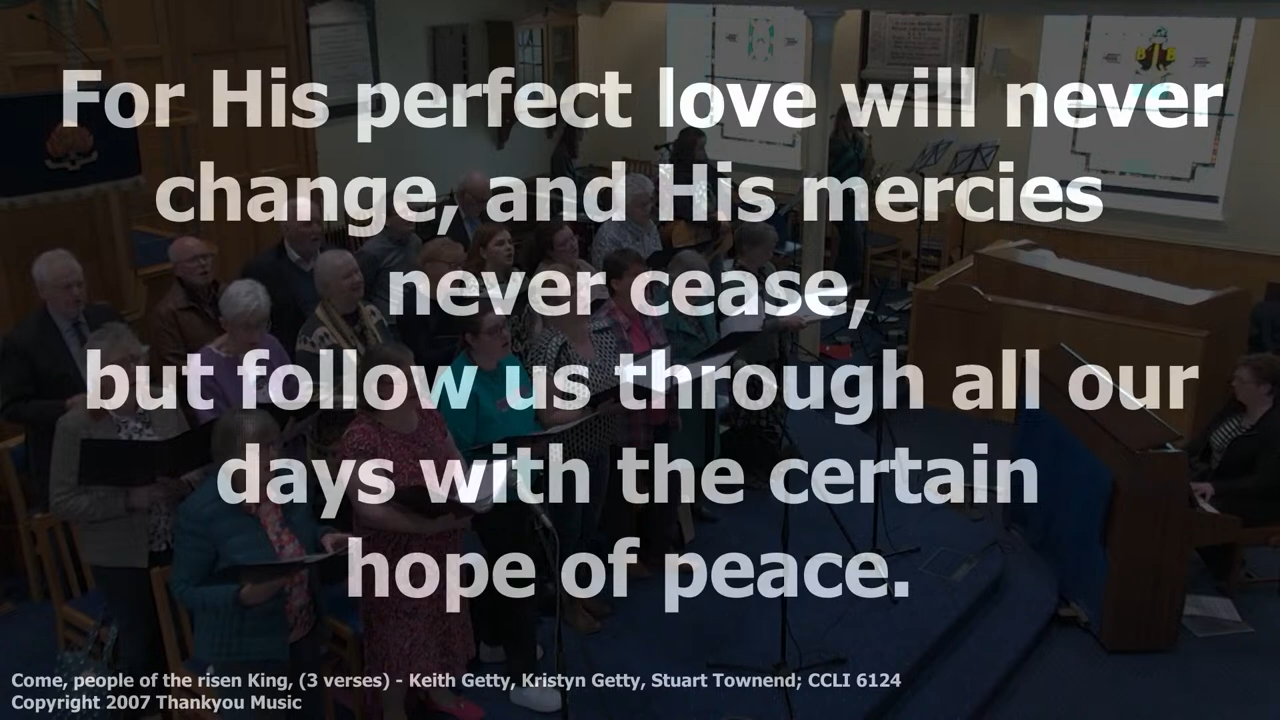 For His perfect love will never
change, and His mercies
never cease,
but follow us through all our
days with the certain
hope of peace.
Come, people of the risen King, (3 verses) - Keith Getty, Kristyn Getty, Stuart Townend; CCLI 6124
Copyright 2007 Thankyou Music